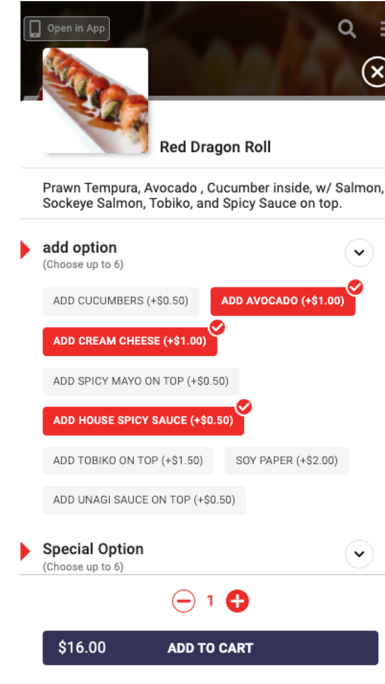 Open in App
Red Dragon Roll
Prawn Tempura, Avocado , Cucumber inside, w/ Salmon,
Sockeye Salmon, Tobiko, and Spicy Sauce on top.
add option
(Choose up to 6)
ADD CUCUMBERS (+$0.50) ADD AVOCADO (+$1.00)
ADD CREAM CHEESE (+$1.00)
ADD SPICY MAYO ON TOP (+$0.50)
ADD HOUSE SPICY SAUCE (+$0.50)
ADD TOBIKO ON TOP (+$1.50) SOY PAPER (+$2.00)
ADD UNAGI SAUCE ON TOP (+$0.50)
Special Option
(Choose up to 6)
1
$16.00 ADD TO CART